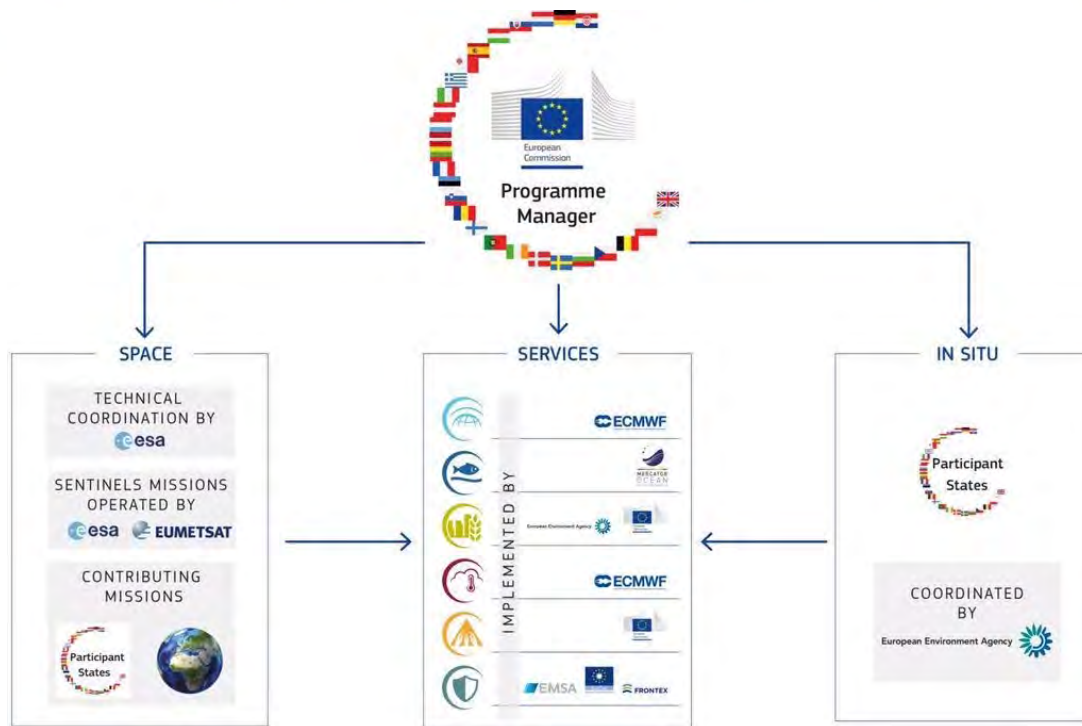 European
Commission
Programme
Manager
SPACE
TECHNICAL
COORDINATION BY
esa
SENTINELS MISSIONS
OPERATED BY
esa EUMETSAT
CONTRIBUTING
MISSIONS
Participant
States
SERVICES
IMPLEMENTED BY
ECMWF
MERCATOR
OCEAN
European Environment Agency
ECMWF
EMSA
FRONTEX
IN SITU
Participant
States
COORDINATED
BY
European Environment Agency